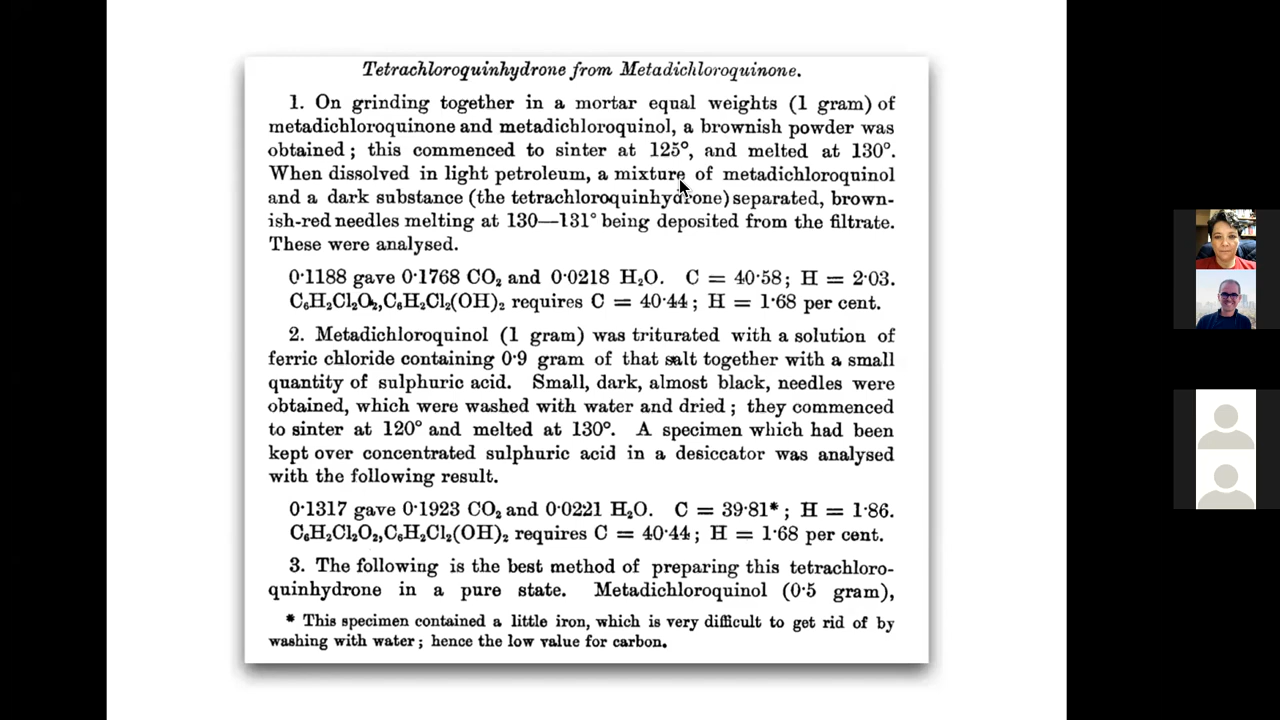 Tetrachloroquinhydrone from Metadichloroquinone.
1. On grinding together in a mortar equal weights (1 gram) of
metadichloroquinone and metadichloroquinol, a brownish powder was
obtained; this commenced to sinter at 125°, and melted at 130°.
When dissolved in light petroleum, a mixture of metadichloroquinol
and a dark substance (the tetrachloroquinhydrone) separated, brown-
ish-red needles melting at 130—131° being deposited from the filtrate.
These were analysed.
0·1188 gave 0·1768 CO₂ and 0·0218 H₂O. C = 40·58; H = 2·03.
C₆H₂Cl₂O₂,C₆H₂Cl₂(OH)₂ requires C = 40·44; H = 1·68 per cent.
2. Metadichloroquinol (1 gram) was triturated with a solution of
ferric chloride containing 0·9 gram of that salt together with a small
quantity of sulphuric acid. Small, dark, almost black, needles were
obtained, which were washed with water and dried; they commenced
to sinter at 120° and melted at 130°. A specimen which had been
kept over concentrated sulphuric acid in a desiccator was analysed
with the following result.
0·1317 gave 0·1923 CO₂ and 0·0221 H₂O. C = 39·81*; H = 1·86.
C₆H₂Cl₂O₂,C₆H₂Cl₂(OH)₂ requires C = 40·44; H = 1·68 per cent.
3. The following is the best method of preparing this tetrachloro-
quinhydrone in a pure state. Metadichloroquinol (0·5 gram),
* This specimen contained a little iron, which is very difficult to get rid of by
washing with water; hence the low value for carbon.